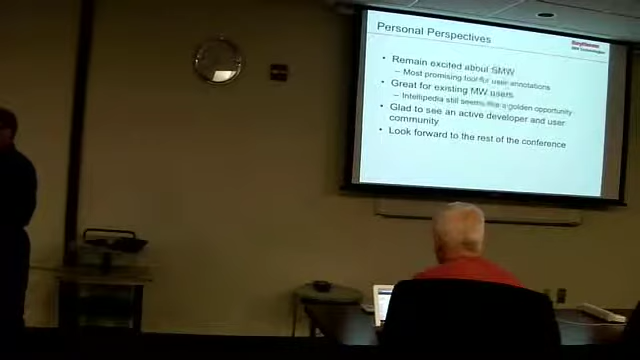 Personal Perspectives
• Remain excited about SMW
– Most promising tool for user annotations
• Great for existing MW users
– Intellipedia still seems like a golden opportunity
• Glad to see an active developer and user
community
• Look forward to the rest of the conference